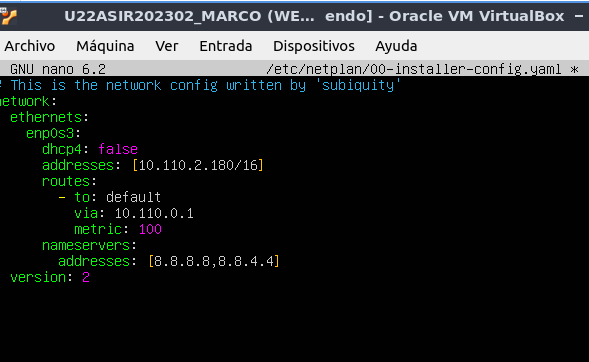 U22ASIR202302_MARCO (WE... endo] - Oracle VM VirtualBox –
Archivo Máquina Ver Entrada Dispositivos Ayuda
GNU nano 6.2 /etc/netplan/00-installer-config.yaml *
# This is the network config written by 'subiquity'
network:
  ethernets:
    enp0s3:
      dhcp4: false
      addresses: [10.110.2.180/16]
      routes:
        - to: default
          via: 10.110.0.1
          metric: 100
      nameservers:
        addresses: [8.8.8.8,8.8.4.4]
  version: 2